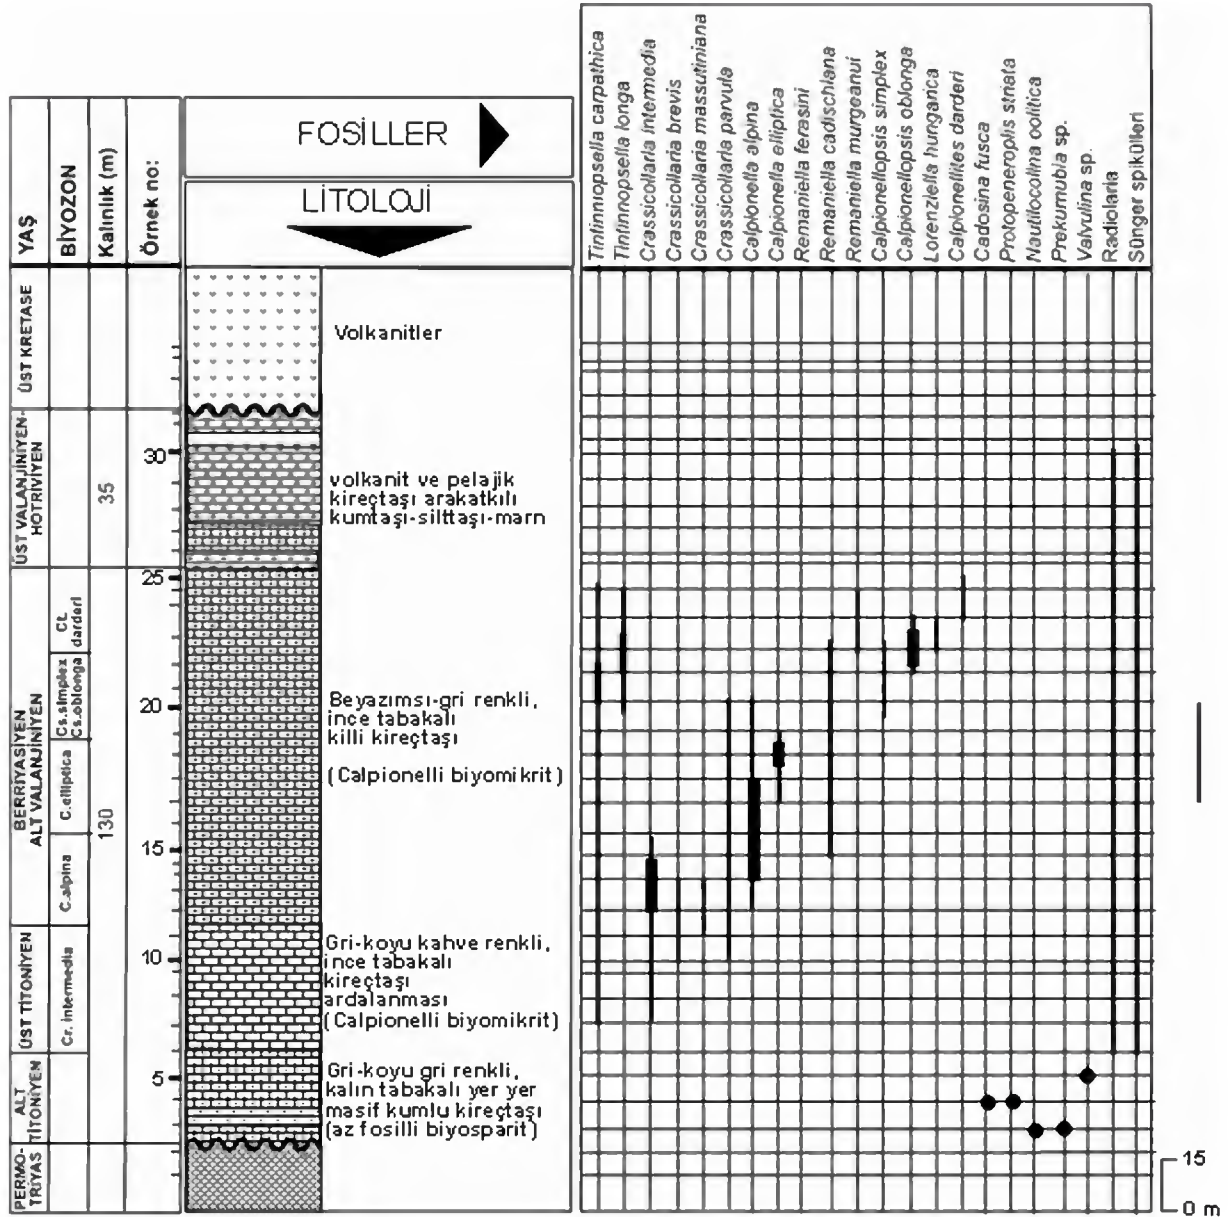 YAŞ
BİYOZON
Kalınlık (m)
Örnek no:
FOSİLLER
LİTOLOJİ
Tintinnopsella carpathica
Tintinnopsella longa
Crassicollaria intermedia
Crassicollaria brevis
Crassicollaria massutiniana
Crassicollaria parvula
Calpionella alpina
Calpionella elliptica
Remaniella ferasini
Remaniella cadischiana
Remaniella murgeanui
Calpionellopsis simplex
Calpionellopsis oblonga
Lorenziella hungarica
Calpionellites darderi
Cadosina fusca
Protopeneroplis striata
Nautilocolina oolitica
Prekurnubia sp.
Valvulina sp.
Radiolaria
Sünger spikülleri
ÜST KRETASE
Volkanitler
ÜST VALANJİNİYEN-
HOTRİVİYEN
35
30
volkanit ve pelajik
kireçtaşı arakatkılı
kumtaşı-silttaşı-marn
BERRİYASİYEN
ALT VALANJİNİYEN
Ct.
darderi
Cs.simplex
Cs.oblonga
C.elliptica
C.alpina
130
25
20
15
Beyazımsı-gri renkli,
ince tabakalı
killi kireçtaşı
(Calpionelli biyomikrit)
ÜST TİTONİYEN
Cr. intermedia
10
Gri-koyu kahve renkli,
ince tabakalı
kireçtaşı
ardalanması
(Calpionelli biyomikrit)
ALT
TİTONİYEN
5
Gri-koyu gri renkli,
kalın tabakalı yer yer
masif kumlu kireçtaşı
(az fosilli biyosparit)
PERMO-
TRİYAS
15
0 m